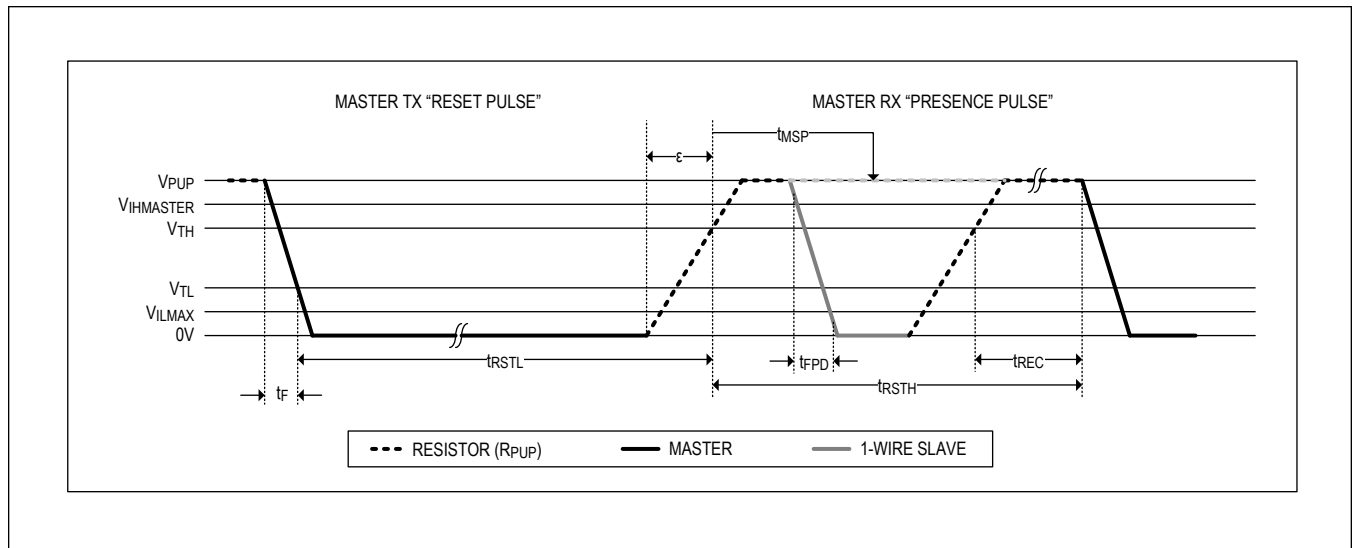 MASTER TX “RESET PULSE”
MASTER RX “PRESENCE PULSE”
tMSP
ε
VPUP
VIHMASTER
VTH
VTL
VILMAX
0V
tRSTL
tFPD
tREC
tRSTH
tF
RESISTOR (RPUP)
MASTER
1-WIRE SLAVE